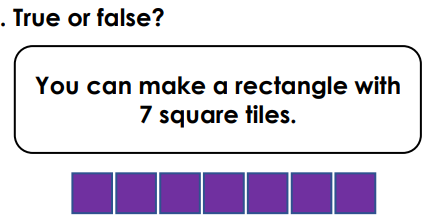 . True or false?
You can make a rectangle with
7 square tiles.